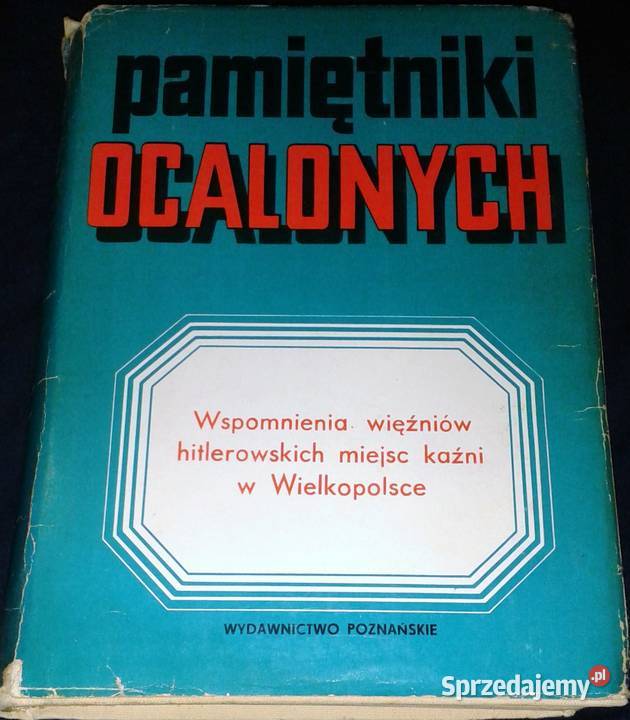 pamiętniki
OCALONYCH
Wspomnienia więźniów
hitlerowskich miejsc kaźni
w Wielkopolsce
WYDAWNICTWO POZNAŃSKIE
Sprzedajemy.pl